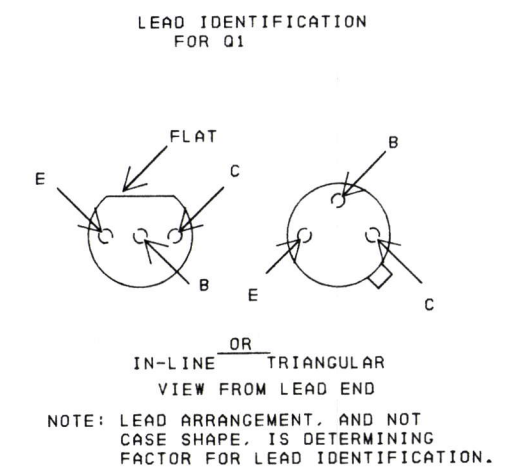 LEAD IDENTIFICATION
FOR Q1
FLAT
E
C
B
B
E
C
OR
IN-LINE TRIANGULAR
VIEW FROM LEAD END
NOTE: LEAD ARRANGEMENT, AND NOT
CASE SHAPE, IS DETERMINING
FACTOR FOR LEAD IDENTIFICATION.